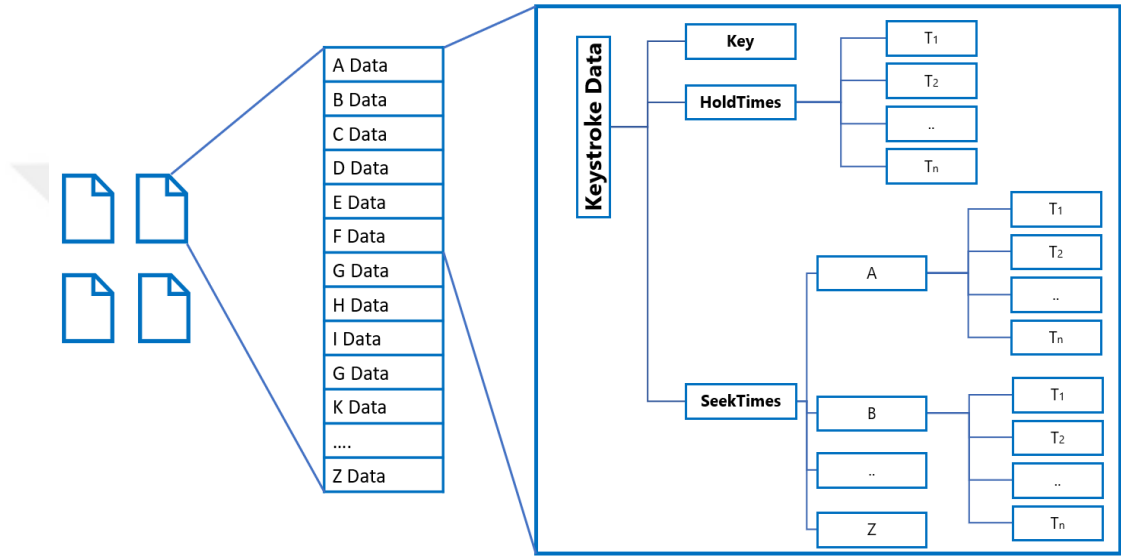 A Data
B Data
C Data
D Data
E Data
F Data
G Data
H Data
I Data
G Data
K Data
....
Z Data
Keystroke Data
Key
HoldTimes
T1
T2
..
Tn
SeekTimes
A
T1
T2
..
Tn
B
T1
T2
..
Tn
..
Z